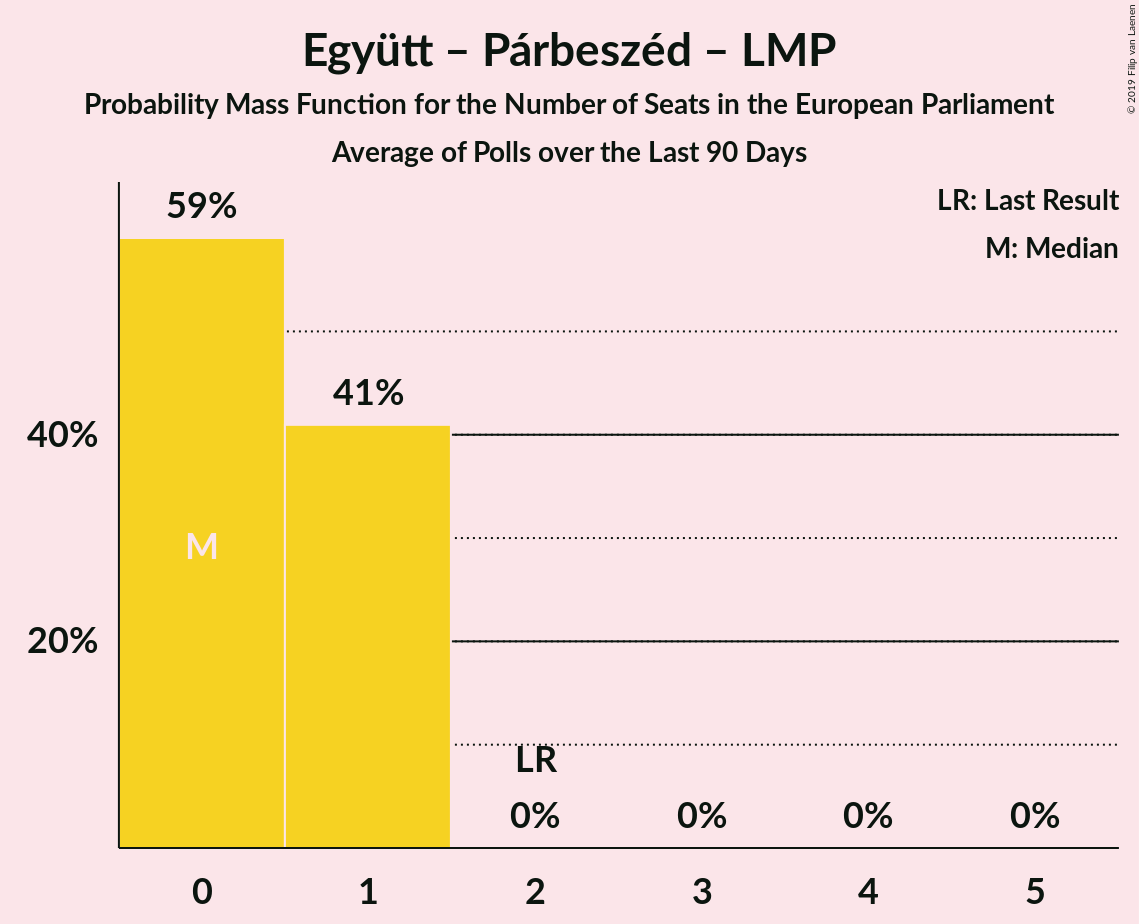 Együtt – Párbeszéd – LMP
Probability Mass Function for the Number of Seats in the European Parliament
Average of Polls over the Last 90 Days
© 2019 Filip van Laenen
LR: Last Result
M: Median
59%
41%
40%
M
20%
LR
0%
0%
0%
0%
0
1
2
3
4
5